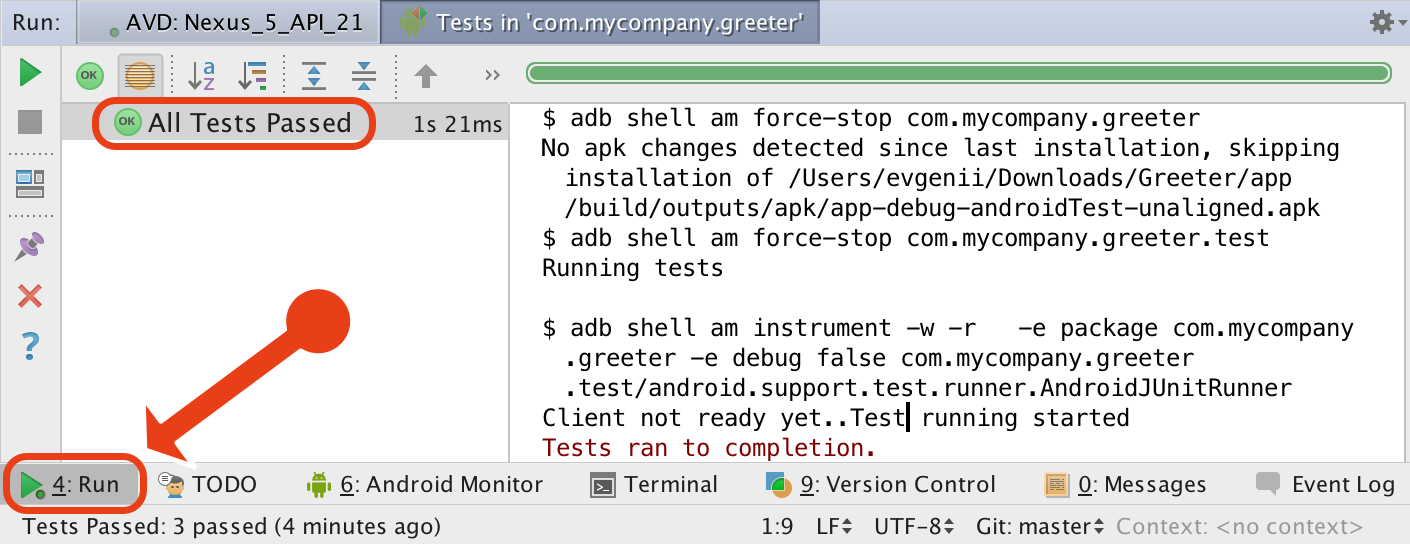 Run: AVD: Nexus_5_API_21 Tests in 'com.mycompany.greeter'
OK a z »
OK All Tests Passed 1s 21ms
$ adb shell am force-stop com.mycompany.greeter
No apk changes detected since last installation, skipping
installation of /Users/evgenii/Downloads/Greeter/app
/build/outputs/apk/app-debug-androidTest-unaligned.apk
$ adb shell am force-stop com.mycompany.greeter.test
Running tests
$ adb shell am instrument -w -r   -e package com.mycompany
.greeter -e debug false com.mycompany.greeter
.test/android.support.test.runner.AndroidJUnitRunner
Client not ready yet..Test running started
Tests ran to completion.
?
4: Run TODO 6: Android Monitor Terminal 9: Version Control 0: Messages Event Log
Tests Passed: 3 passed (4 minutes ago) 1:9 LF UTF-8 Git: master Context: <no context>